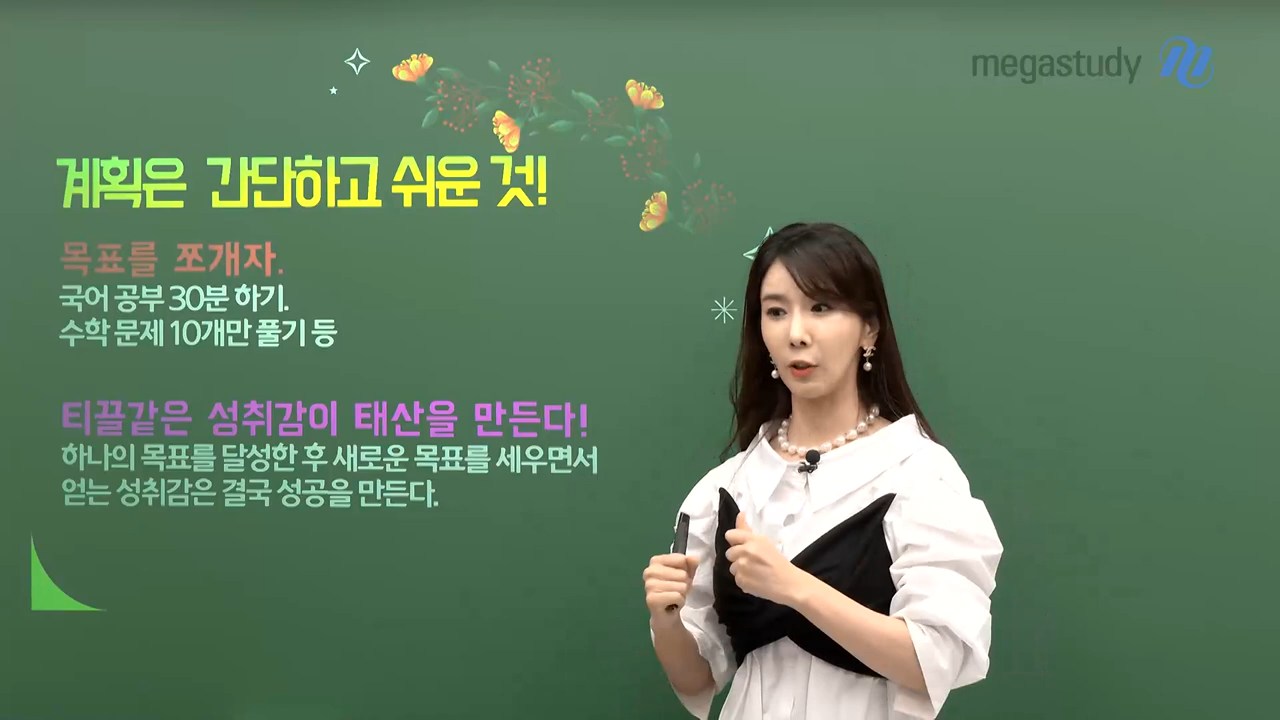 megastudy
계획은 간단하고 쉬운 것!
목표를 쪼개자.
국어 공부 30분 하기.
수학 문제 10개만 풀기 등
티끌같은 성취감이 태산을 만든다!
하나의 목표를 달성한 후 새로운 목표를 세우면서
얻는 성취감은 결국 성공을 만든다.